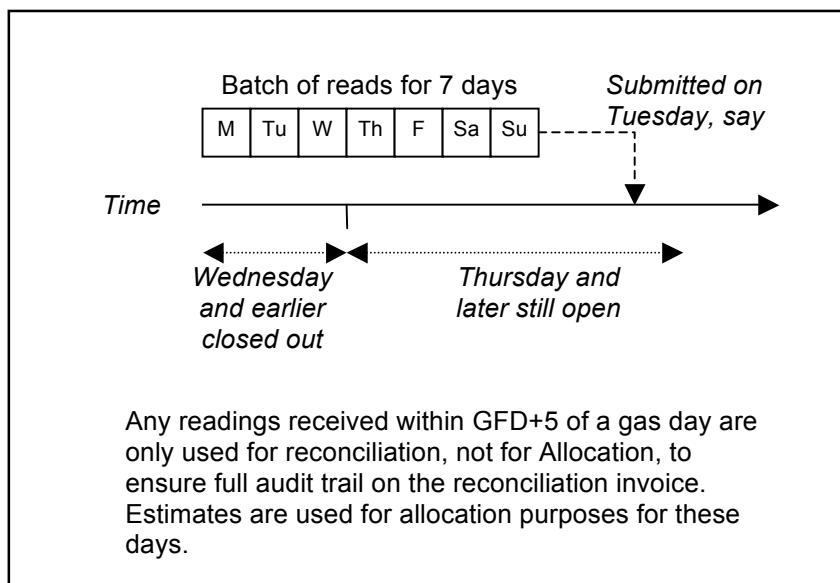 Batch of reads for 7 days
Submitted on
Tuesday, say
M Tu W Th F Sa Su
Time
Wednesday
and earlier
closed out
Thursday and
later still open
Any readings received within GFD+5 of a gas day are
only used for reconciliation, not for Allocation, to
ensure full audit trail on the reconciliation invoice.
Estimates are used for allocation purposes for these
days.